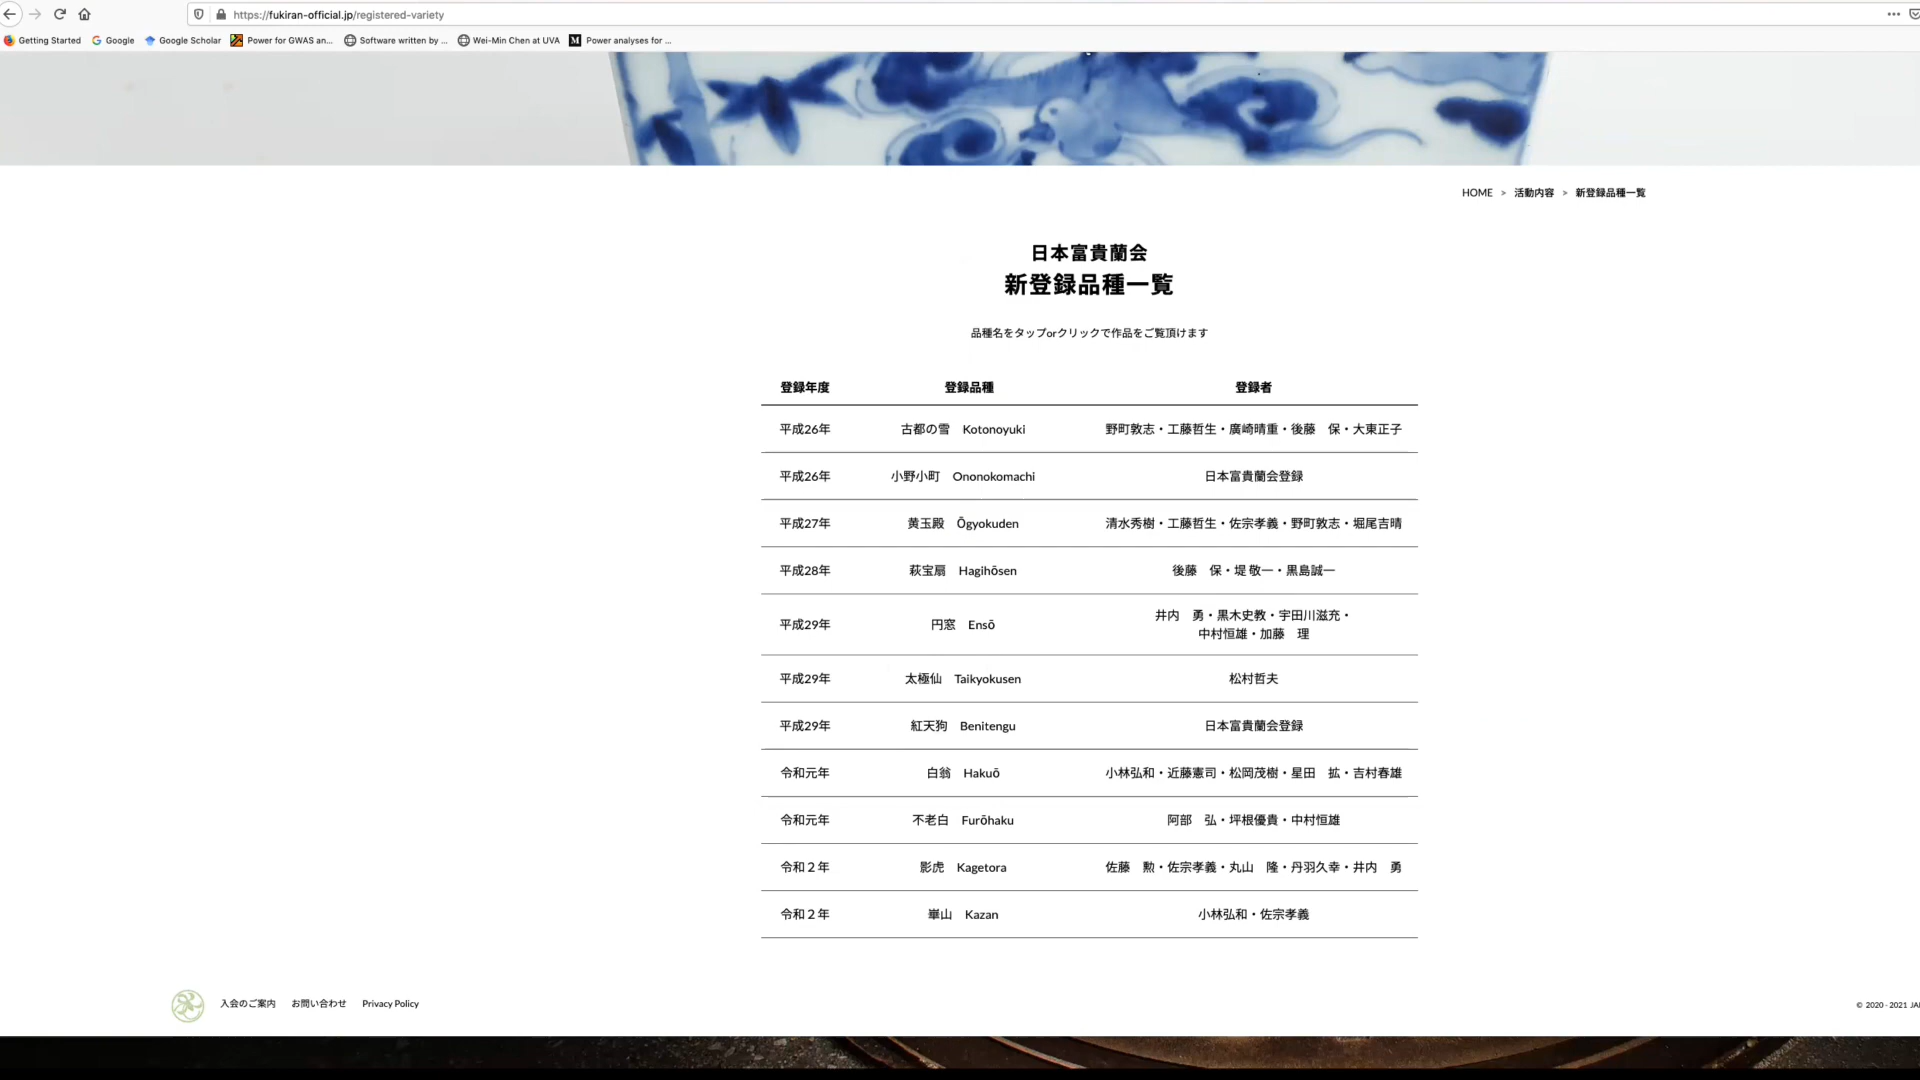 https://fukiran-official.jp/registered-variety
Getting Started Google Google Scholar Power for GWAS an... Software written by ... Wei-Min Chen at UVA Power analyses for ...
HOME > 活動内容 > 新登録品種一覧
日本富貴蘭会
新登録品種一覧
品種名をタップorクリックで作品をご覧頂けます
登録年度 登録品種 登録者
平成26年 古都の雪 Kotonoyuki 野町敦志・工藤哲生・廣崎晴重・後藤 保・大東正子
平成26年 小野小町 Ononokomachi 日本富貴蘭会登録
平成27年 黄玉殿 Ōgyokuden 清水秀樹・工藤哲生・佐宗孝義・野町敦志・堀尾吉晴
平成28年 萩宝扇 Hagihōsen 後藤 保・堤 敬一・黒島誠一
平成29年 円窓 Ensō 井内 勇・黒木史教・宇田川滋充・
中村恒雄・加藤 理
平成29年 太極仙 Taikyokusen 松村哲夫
平成29年 紅天狗 Benitengu 日本富貴蘭会登録
令和元年 白翁 Hakuō 小林弘和・近藤憲司・松岡茂樹・星田 拡・吉村春雄
令和元年 不老白 Furōhaku 阿部 弘・坪根優貴・中村恒雄
令和２年 影虎 Kagetora 佐藤 勲・佐宗孝義・丸山 隆・丹羽久幸・井内 勇
令和２年 崋山 Kazan 小林弘和・佐宗孝義
入会のご案内 お問い合わせ Privacy Policy
© 2020 - 2021 JA